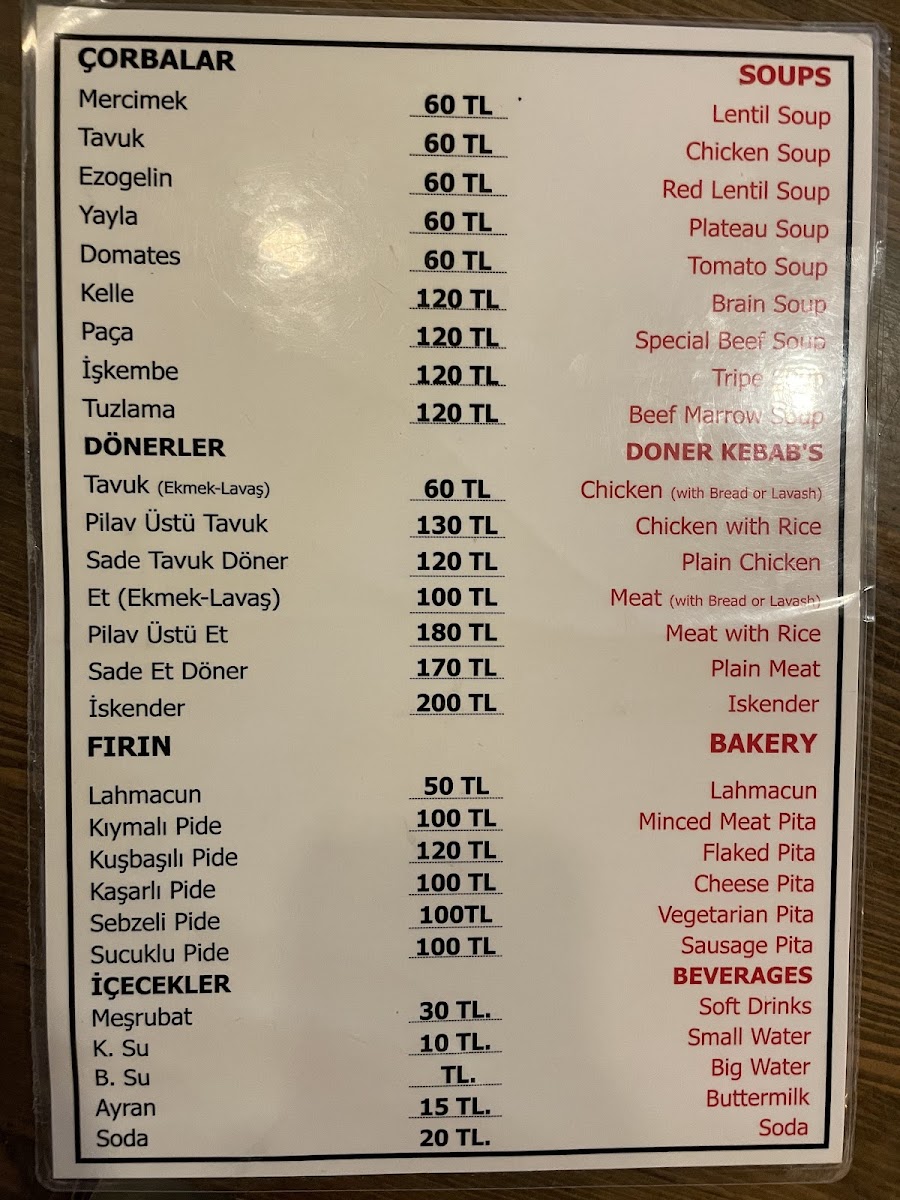 ÇORBALAR SOUPS
Mercimek 60 TL Lentil Soup
Tavuk 60 TL Chicken Soup
Ezogelin 60 TL Red Lentil Soup
Yayla 60 TL Plateau Soup
Domates 60 TL Tomato Soup
Kelle 120 TL Brain Soup
Paça 120 TL Special Beef Soup
İşkembe 120 TL Tripe Soup
Tuzlama 120 TL Beef Marrow Soup
DÖNERLER DONER KEBAB'S
Tavuk (Ekmek-Lavaş) 60 TL Chicken (with Bread or Lavash)
Pilav Üstü Tavuk 130 TL Chicken with Rice
Sade Tavuk Döner 120 TL Plain Chicken
Et (Ekmek-Lavaş) 100 TL Meat (with Bread or Lavash)
Pilav Üstü Et 180 TL Meat with Rice
Sade Et Döner 170 TL Plain Meat
İskender 200 TL Iskender
FIRIN BAKERY
Lahmacun 50 TL Lahmacun
Kıymalı Pide 100 TL Minced Meat Pita
Kuşbaşılı Pide 120 TL Flaked Pita
Kaşarlı Pide 100 TL Cheese Pita
Sebzeli Pide 100TL Vegetarian Pita
Sucuklu Pide 100 TL Sausage Pita
İÇECEKLER BEVERAGES
Meşrubat 30 TL. Soft Drinks
K. Su 10 TL. Small Water
B. Su TL. Big Water
Ayran 15 TL. Buttermilk
Soda 20 TL. Soda